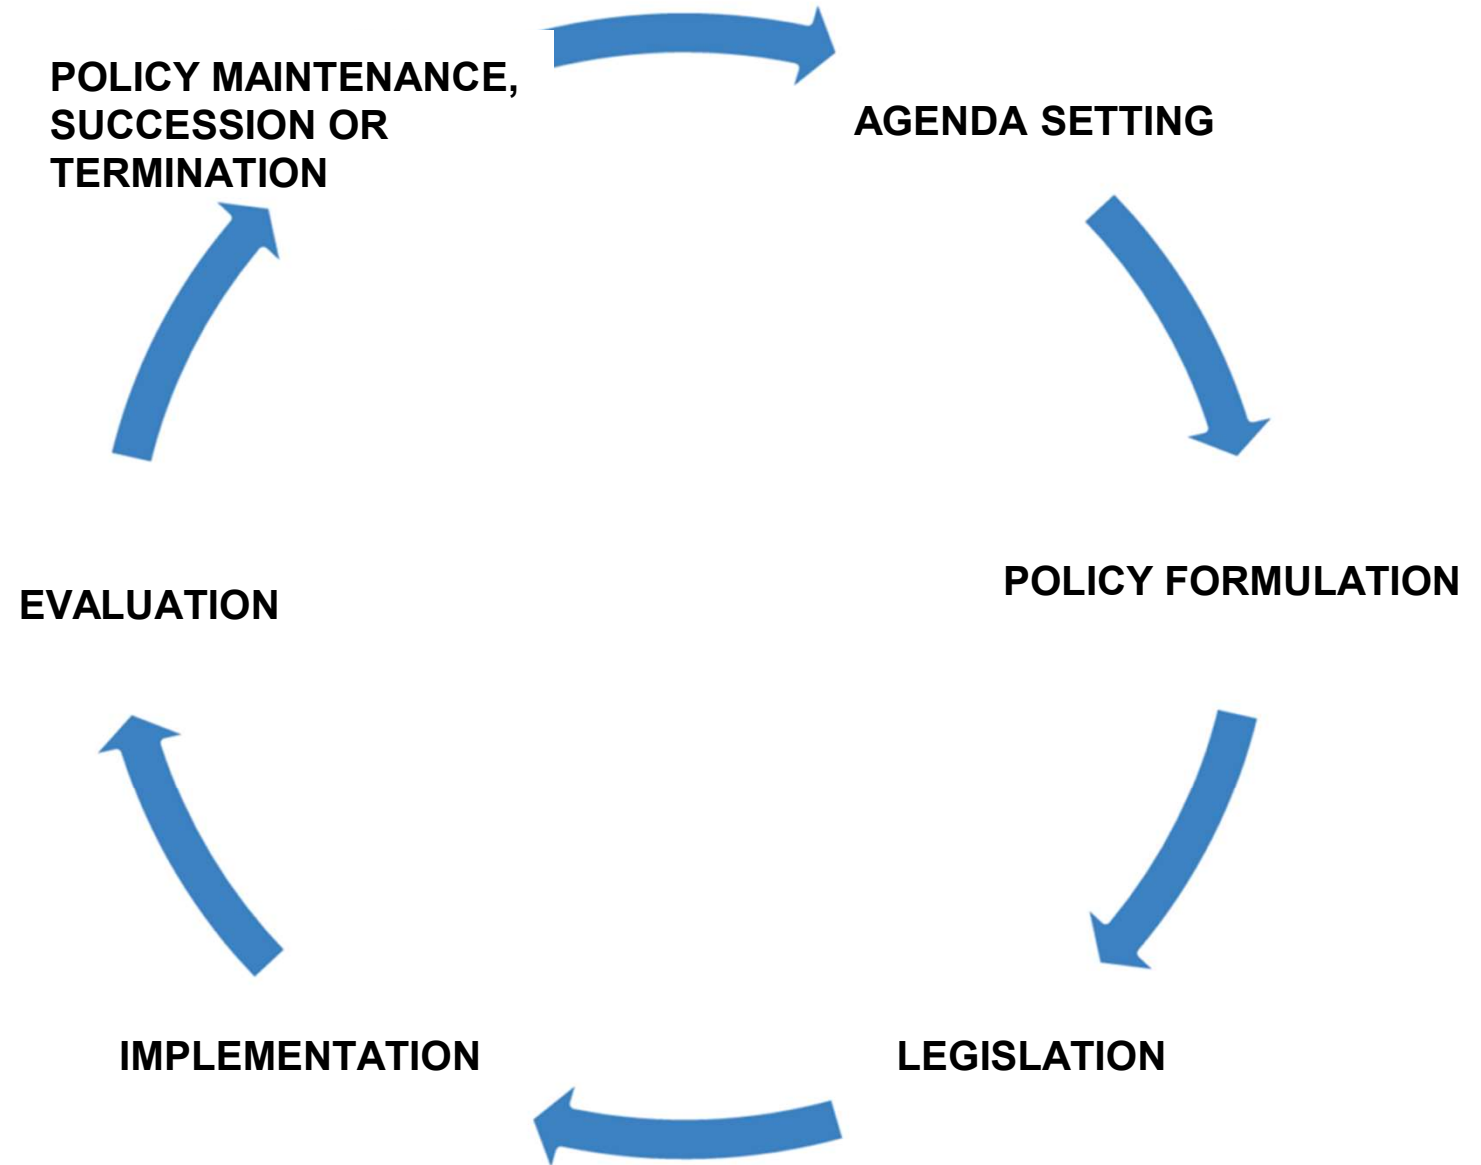 POLICY MAINTENANCE,
SUCCESSION OR
TERMINATION
AGENDA SETTING
POLICY FORMULATION
EVALUATION
IMPLEMENTATION
LEGISLATION